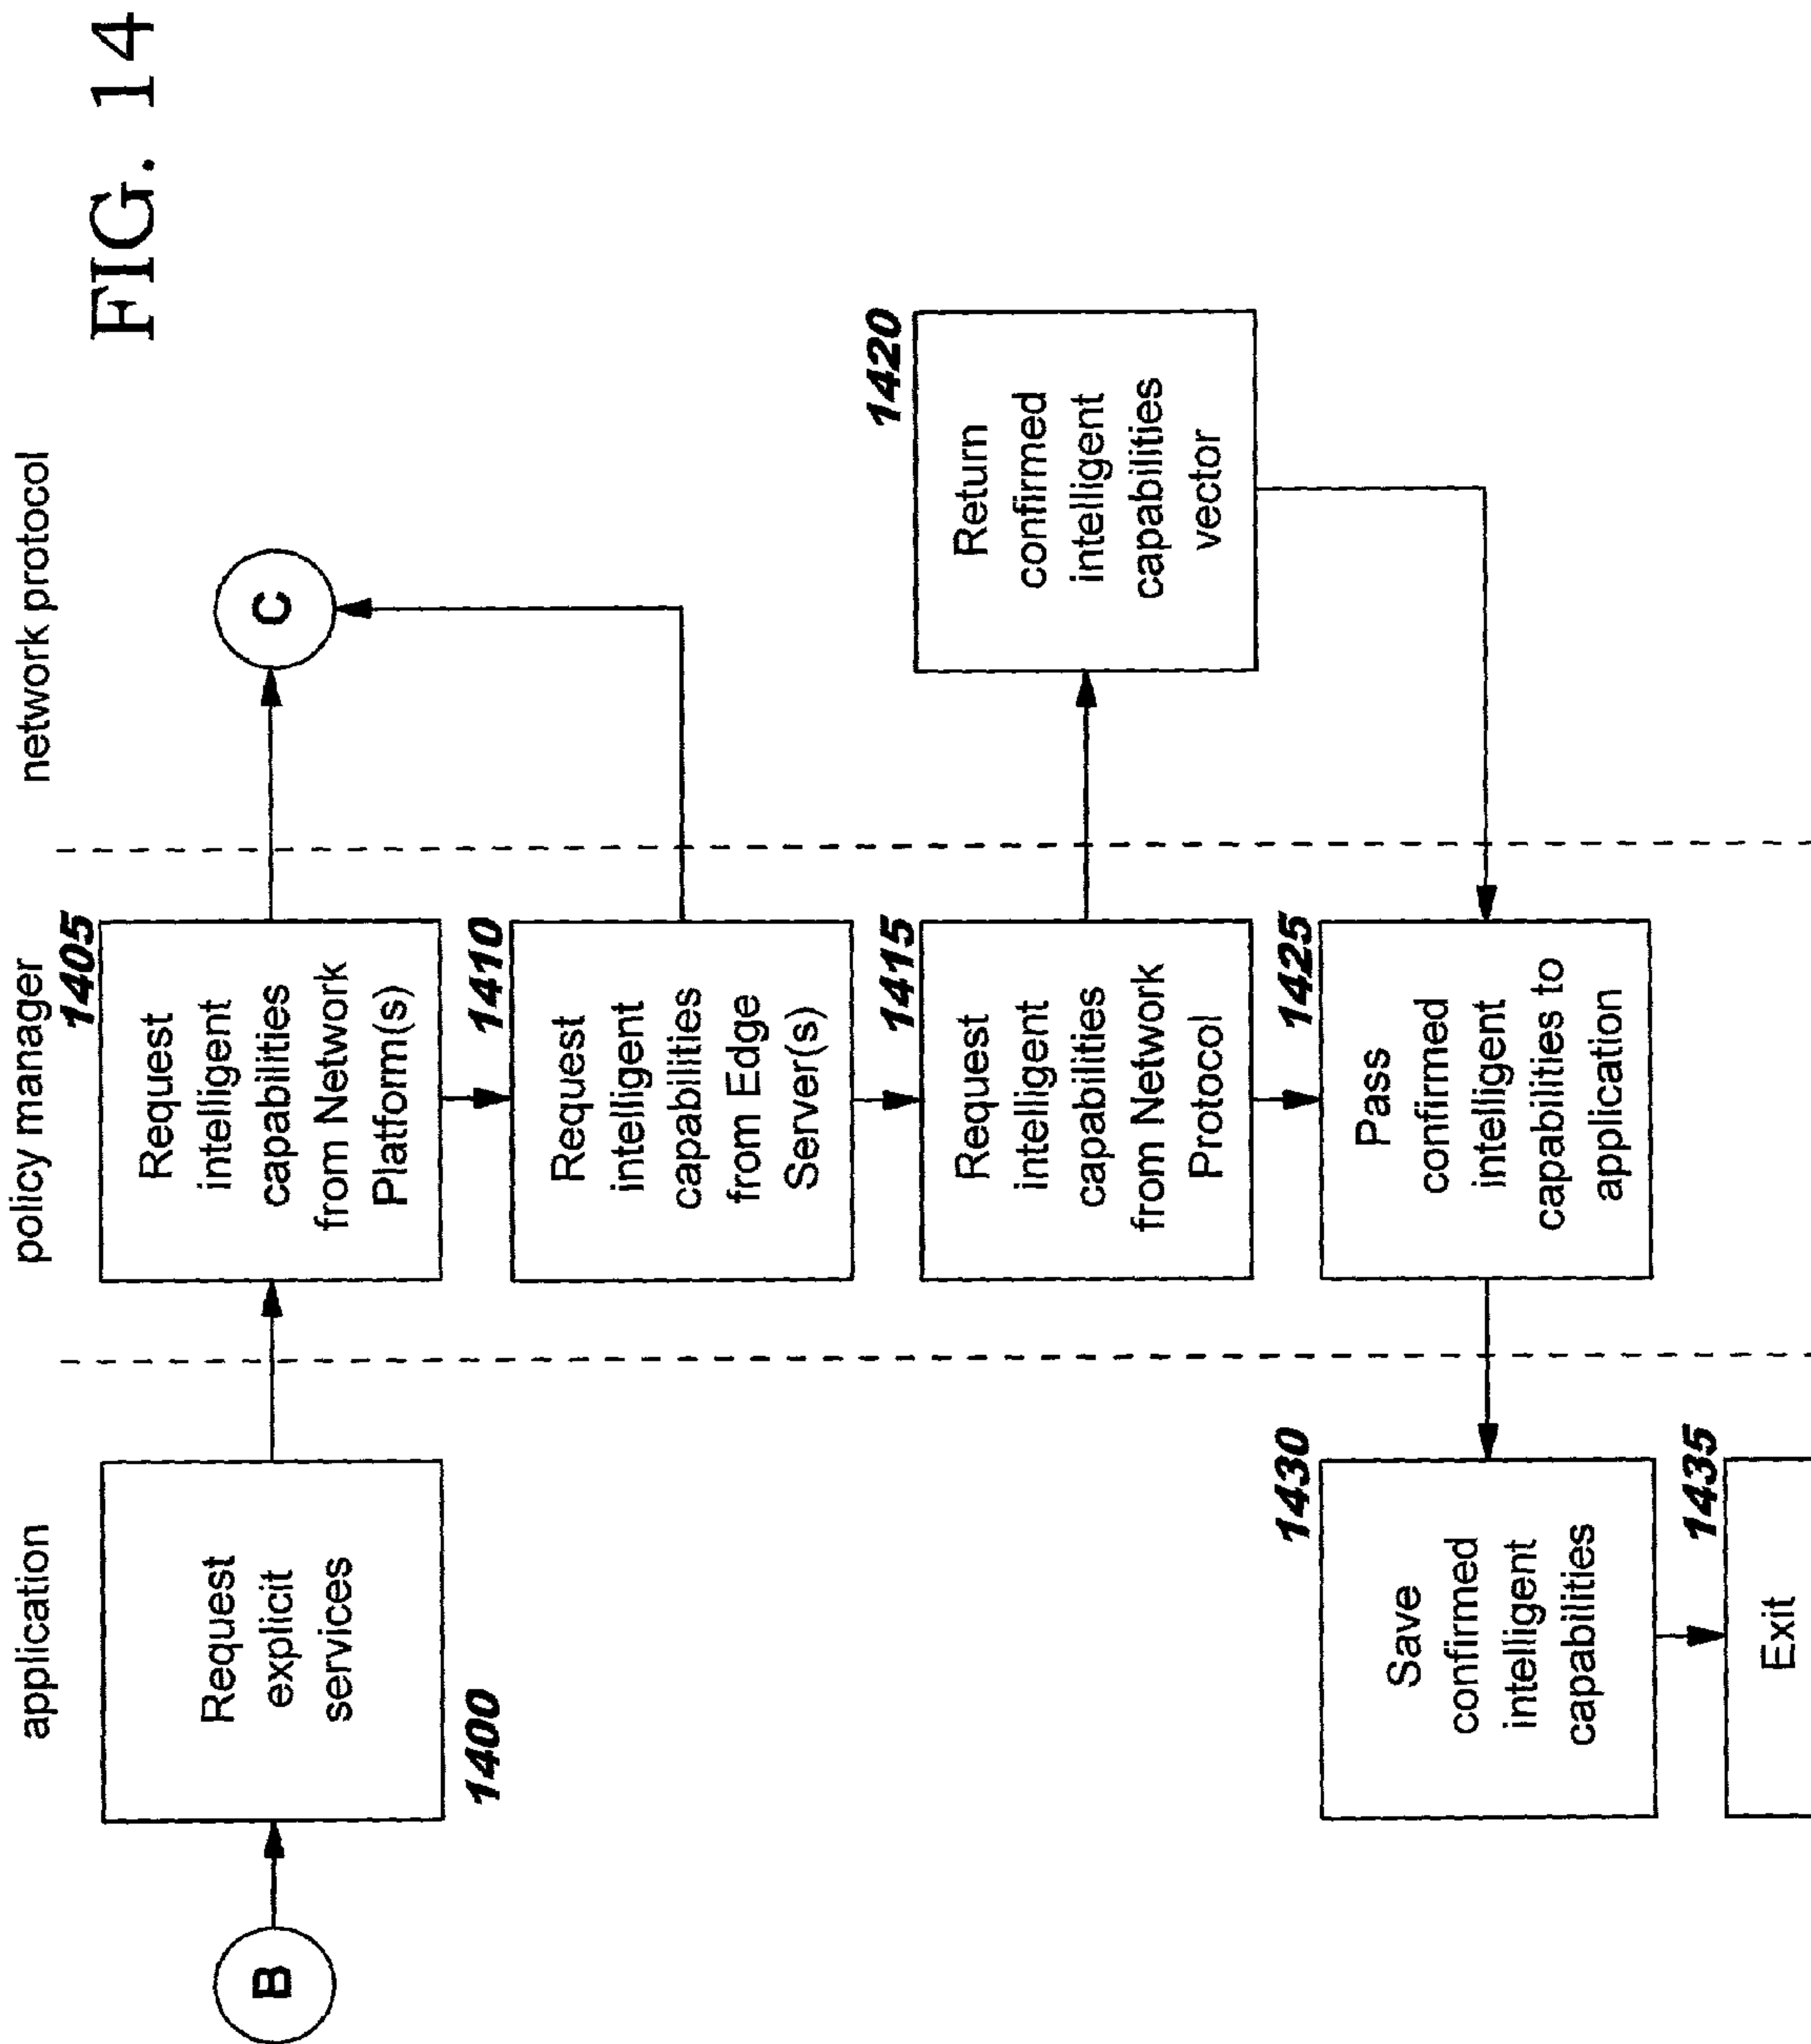 FIG. 14
application
policy manager
network protocol
B
Request
explicit
services
1400
1405
Request
intelligent
capabilities
from Network
Platform(s)
C
1410
Request
intelligent
capabilities
from Edge
Server(s)
1415
Request
intelligent
capabilities
from Network
Protocol
1420
Return
confirmed
intelligent
capabilities
vector
1425
Pass
confirmed
intelligent
capabilities to
application
1430
Save
confirmed
intelligent
capabilities
1435
Exit